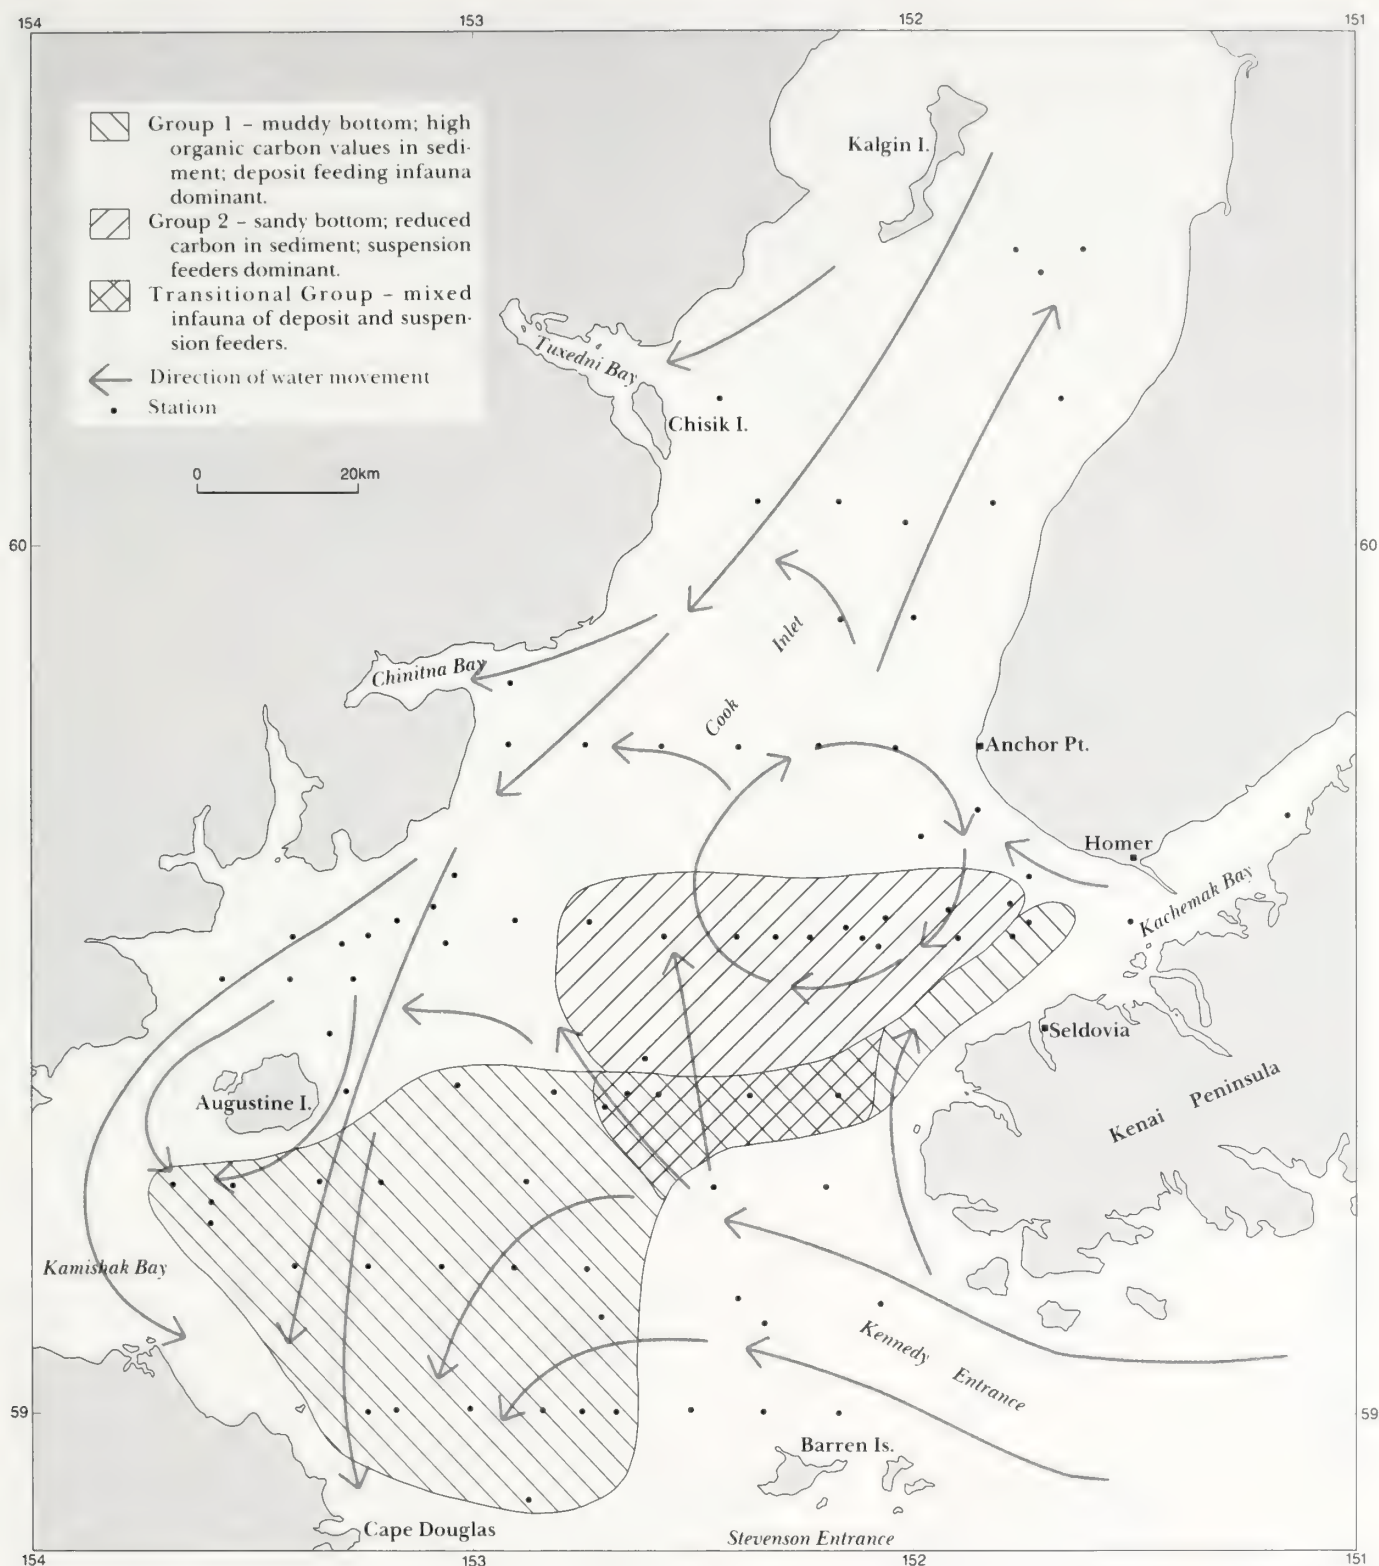 154
153
152
151
Group 1 – muddy bottom; high
organic carbon values in sedi-
ment; deposit feeding infauna
dominant.
Group 2 – sandy bottom; reduced
carbon in sediment; suspension
feeders dominant.
Transitional Group – mixed
infauna of deposit and suspen-
sion feeders.
Direction of water movement
Station
0 20km
Kalgin I.
Tuxedni Bay
Chisik I.
60
60
Inlet
Cook
Chinitna Bay
Anchor Pt.
Homer
Kachemak Bay
Seldovia
Augustine I.
Kenai Peninsula
Kamishak Bay
Kennedy Entrance
59
59
Barren Is.
Cape Douglas
Stevenson Entrance
154
153
152
151